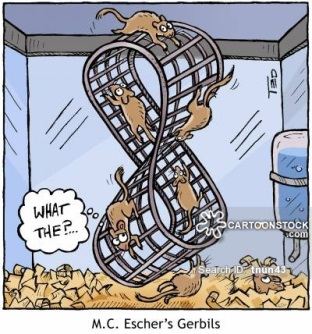 TED
WHAT
THE?...
CARTOONSTOCK
.com
Search ID: tnun43
M.C. Escher's Gerbils